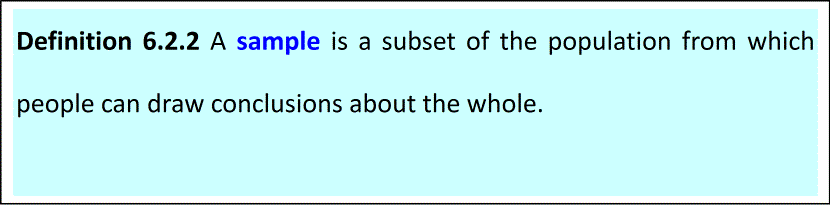 Definition 6.2.2 A sample is a subset of the population from which
people can draw conclusions about the whole.